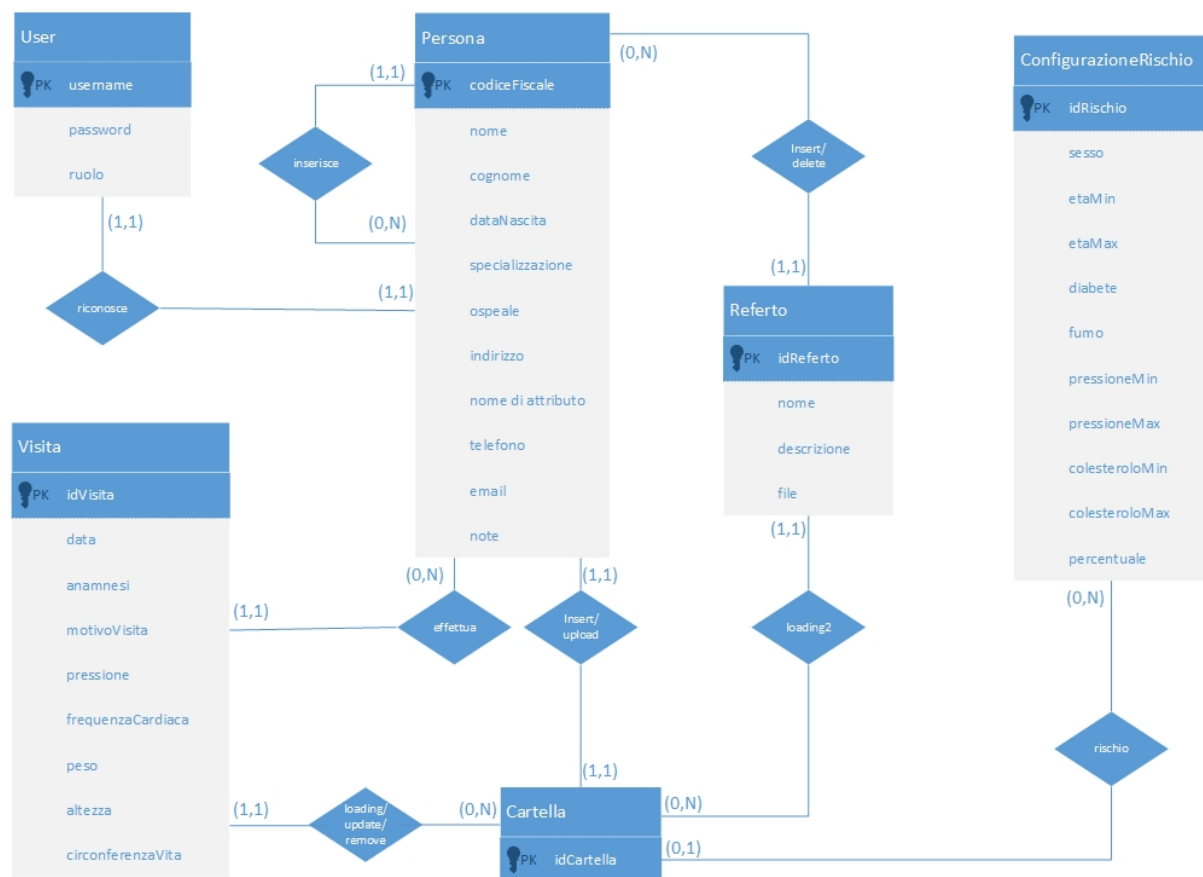 User
PK username
password
ruolo
(1,1)
riconosce
(1,1)
Persona
PK codiceFiscale
nome
cognome
dataNascita
specializzazione
ospeale
indirizzo
nome di attributo
telefono
email
note
(1,1)
inserisce
(0,N)
(0,N)
Insert/
delete
(1,1)
Referto
PK idReferto
nome
descrizione
file
(1,1)
loading2
(0,N)
ConfigurazioneRischio
PK idRischio
sesso
etaMin
etaMax
diabete
fumo
pressioneMin
pressioneMax
colesteroloMin
colesteroloMax
percentuale
(0,N)
rischio
(0,1)
Visita
PK idVisita
data
anamnesi
motivoVisita
pressione
frequenzaCardiaca
peso
altezza
circonferenzaVita
(1,1)
effettua
(0,N)
(1,1)
Insert/
upload
(1,1)
(1,1)
loading/
update/
remove
(0,N)
Cartella
PK idCartella